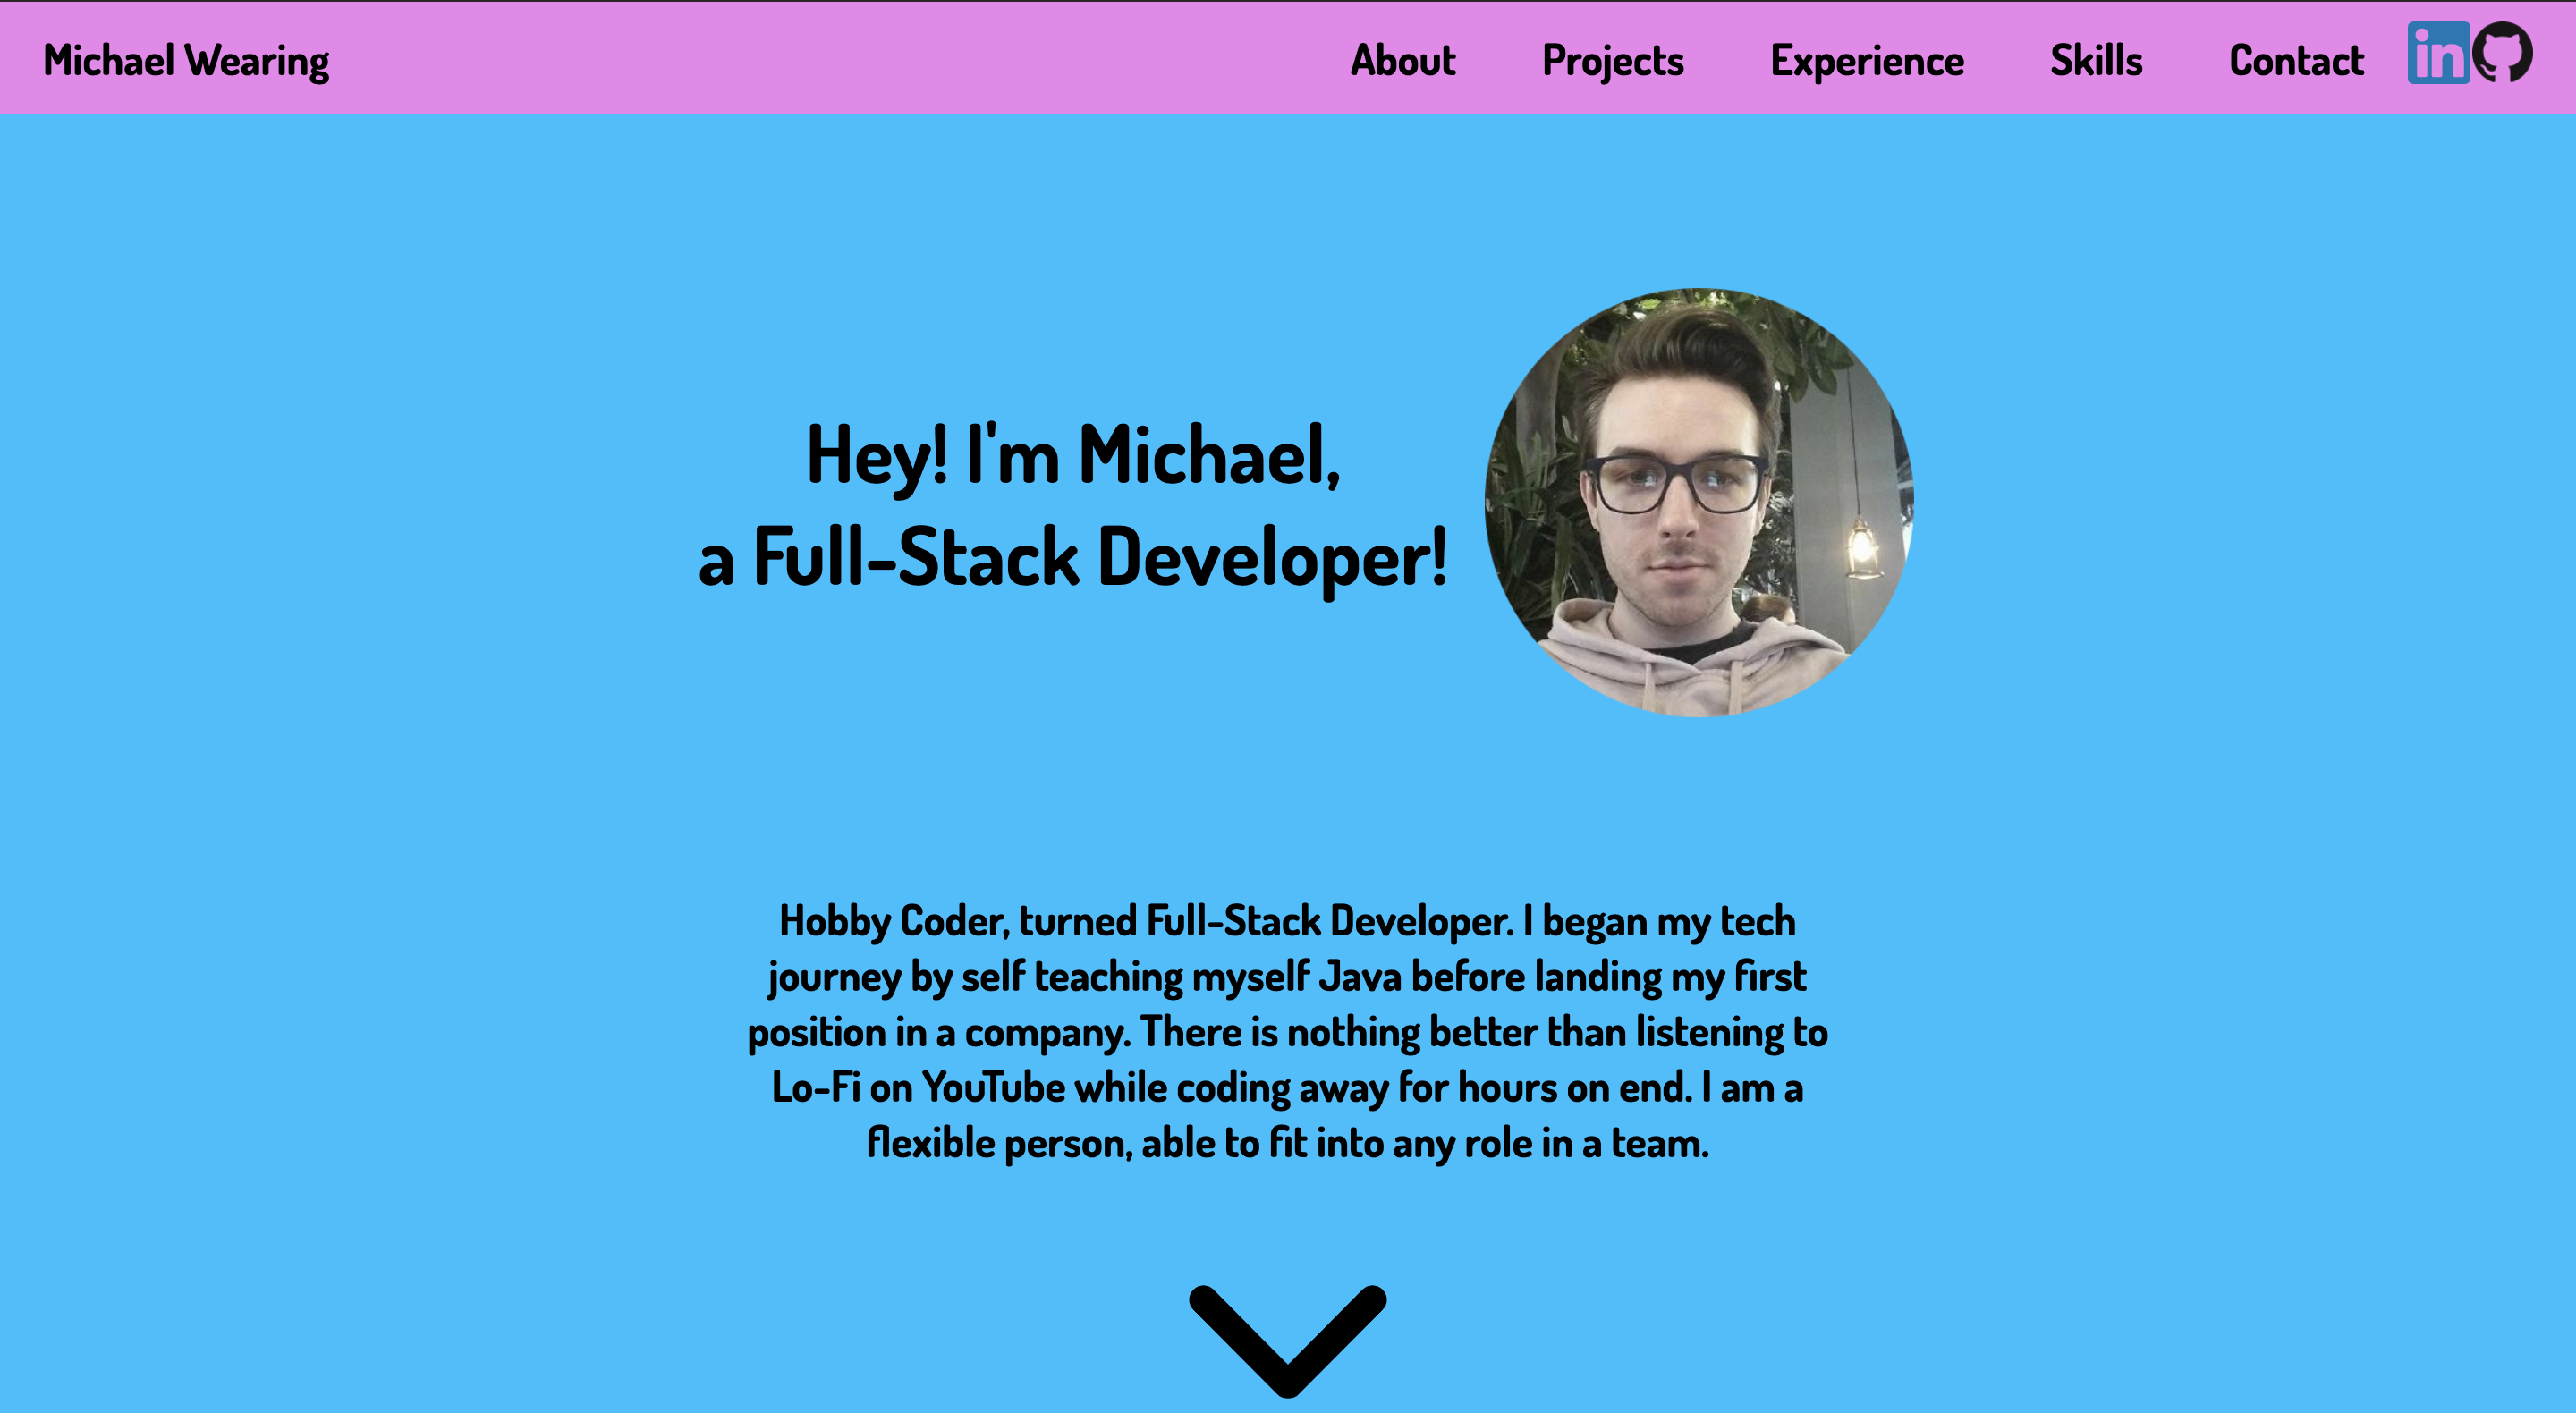 Michael Wearing
About
Projects
Experience
Skills
Contact
in
Hey! I'm Michael,
a Full-Stack Developer!
Hobby Coder, turned Full-Stack Developer. I began my tech
journey by self teaching myself Java before landing my first
position in a company. There is nothing better than listening to
Lo-Fi on YouTube while coding away for hours on end. I am a
flexible person, able to fit into any role in a team.